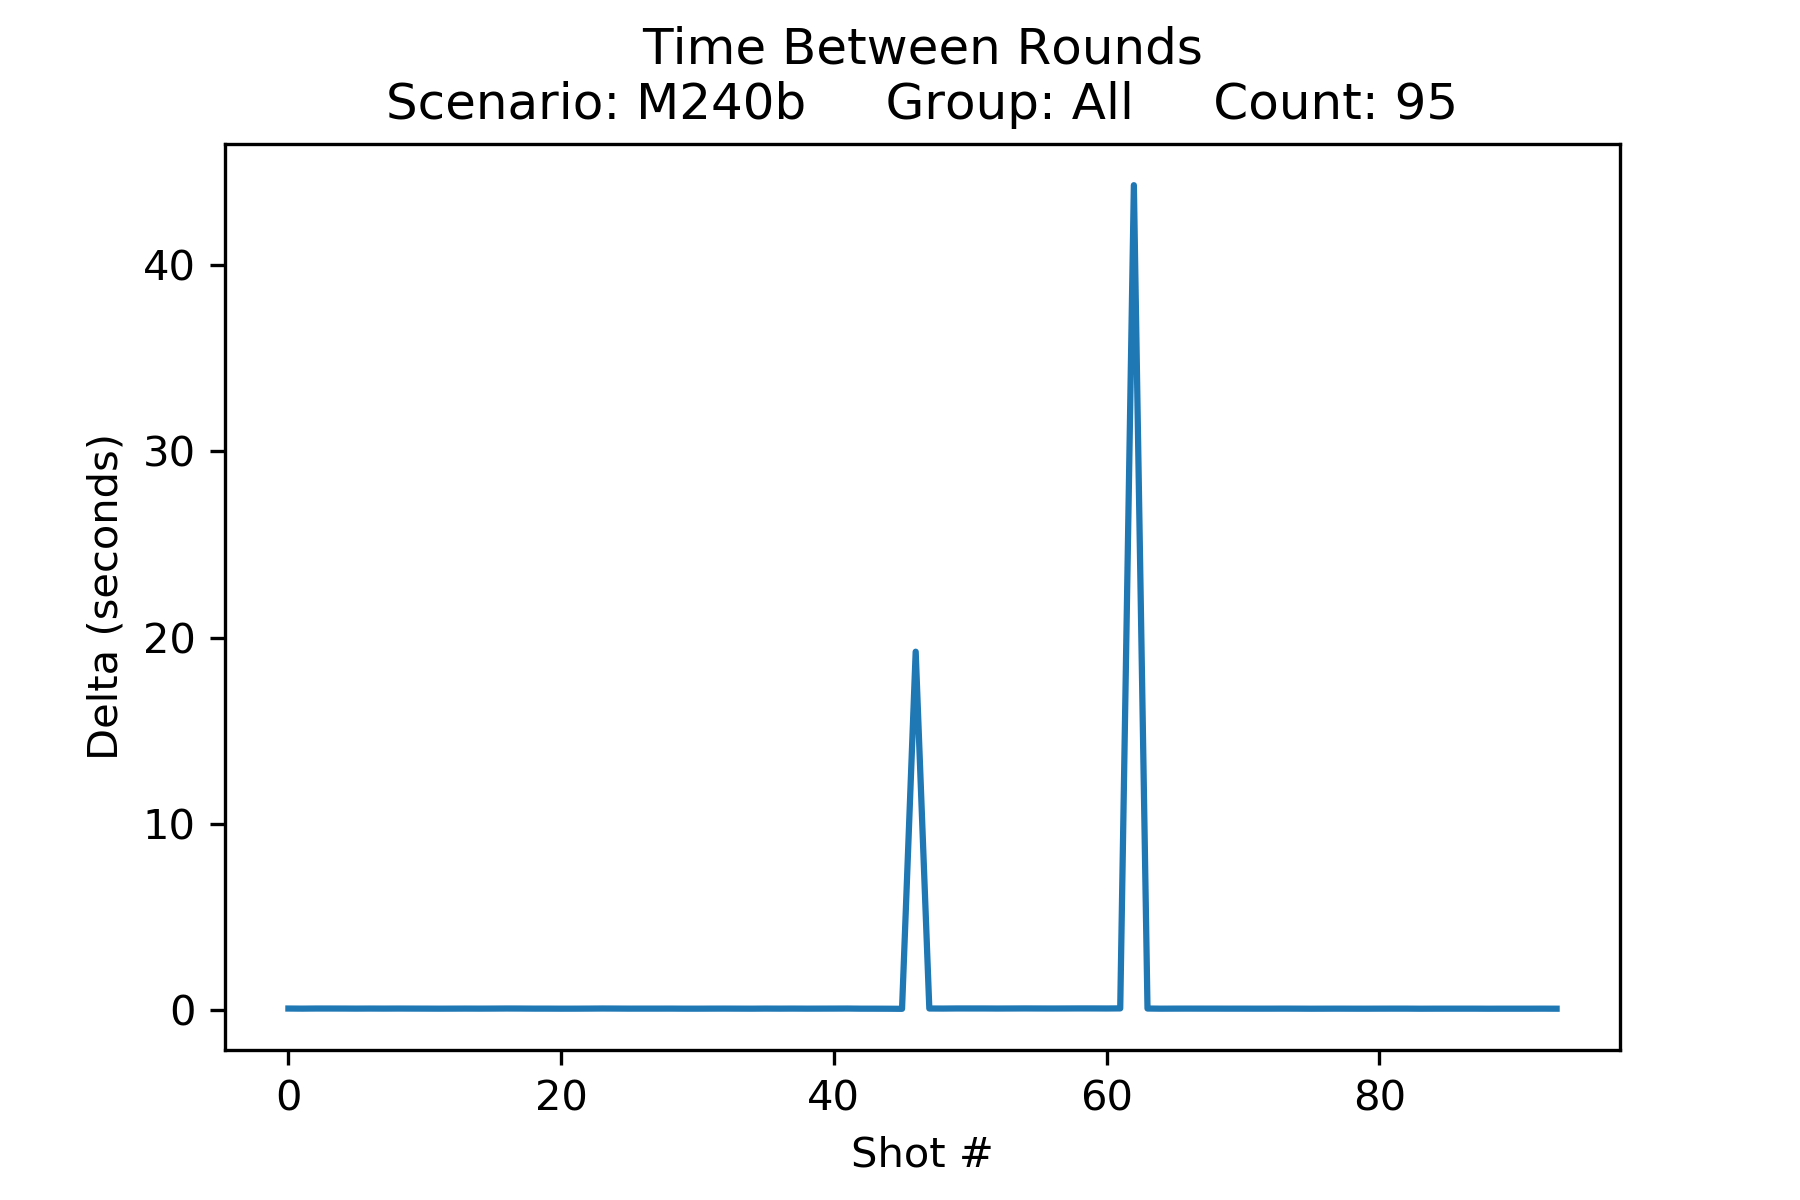 Time Between Rounds
Scenario: M240b Group: All Count: 95
40
30
20
10
0
Delta (seconds)
0 20 40 60 80
Shot #